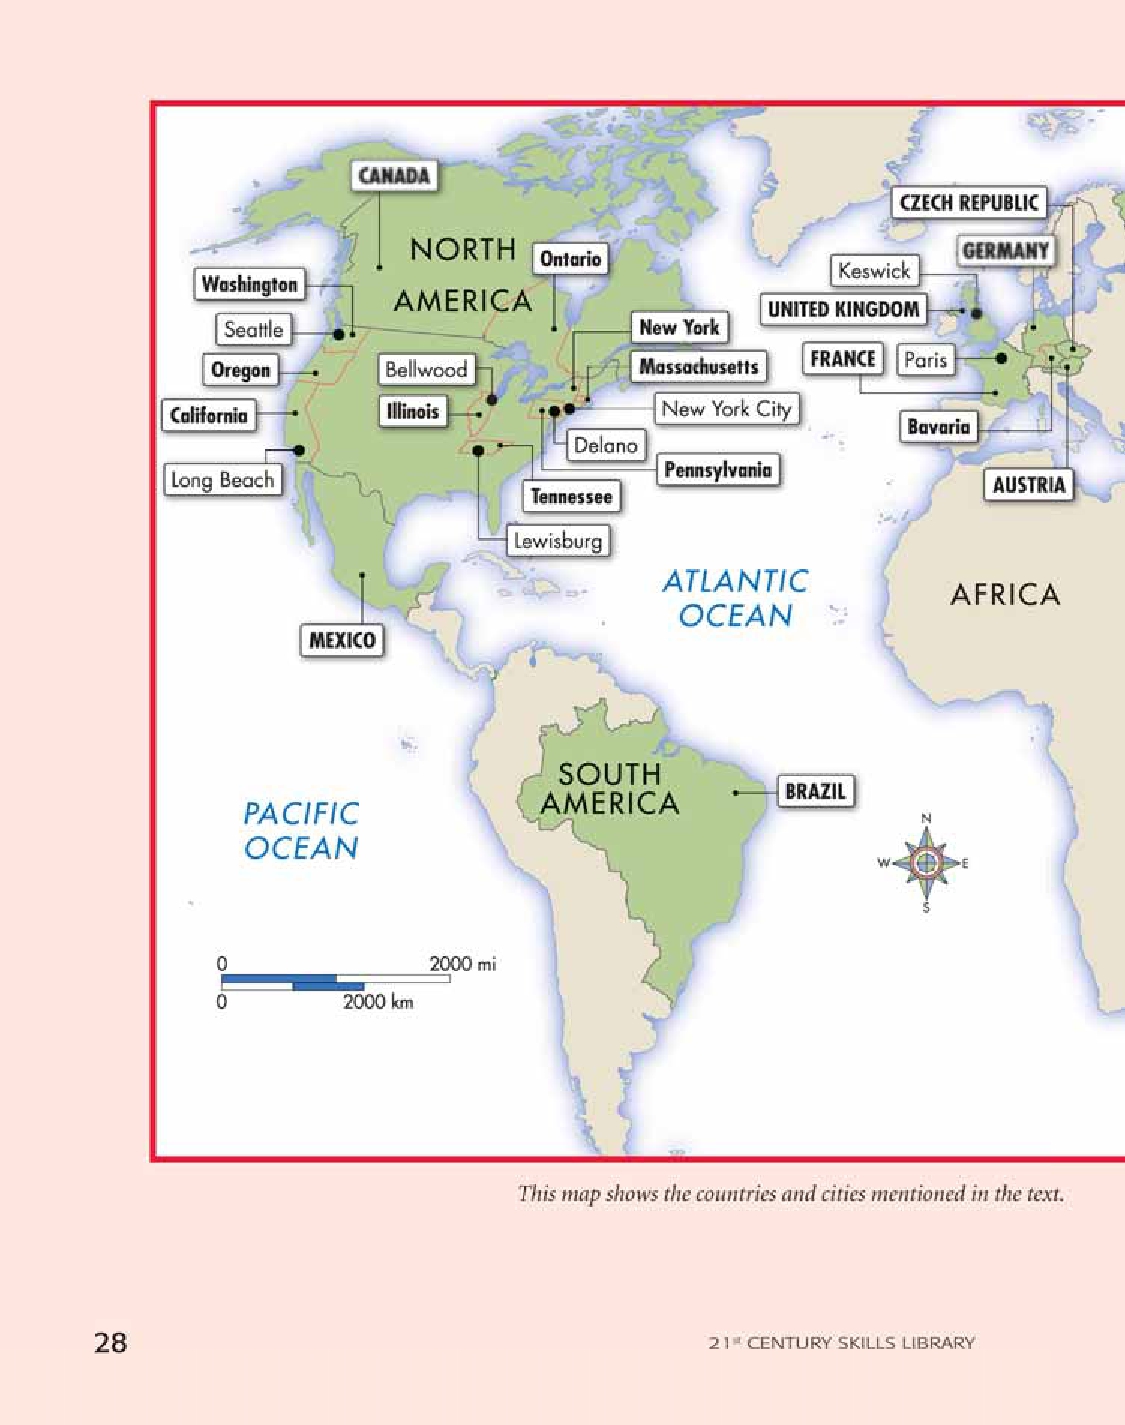 CANADA
CZECH REPUBLIC
NORTH
AMERICA
Ontario
GERMANY
Keswick
Washington
UNITED KINGDOM
Seattle
New York
FRANCE
Paris
Oregon
Bellwood
Massachusetts
California
Illinois
New York City
Bavaria
Delano
Long Beach
Pennsylvania
AUSTRIA
Tennessee
Lewisburg
ATLANTIC
OCEAN
AFRICA
MEXICO
SOUTH
AMERICA
BRAZIL
PACIFIC
OCEAN
N
W E
S
0 2000 mi
0 2000 km
This map shows the countries and cities mentioned in the text.
28 21st CENTURY SKILLS LIBRARY